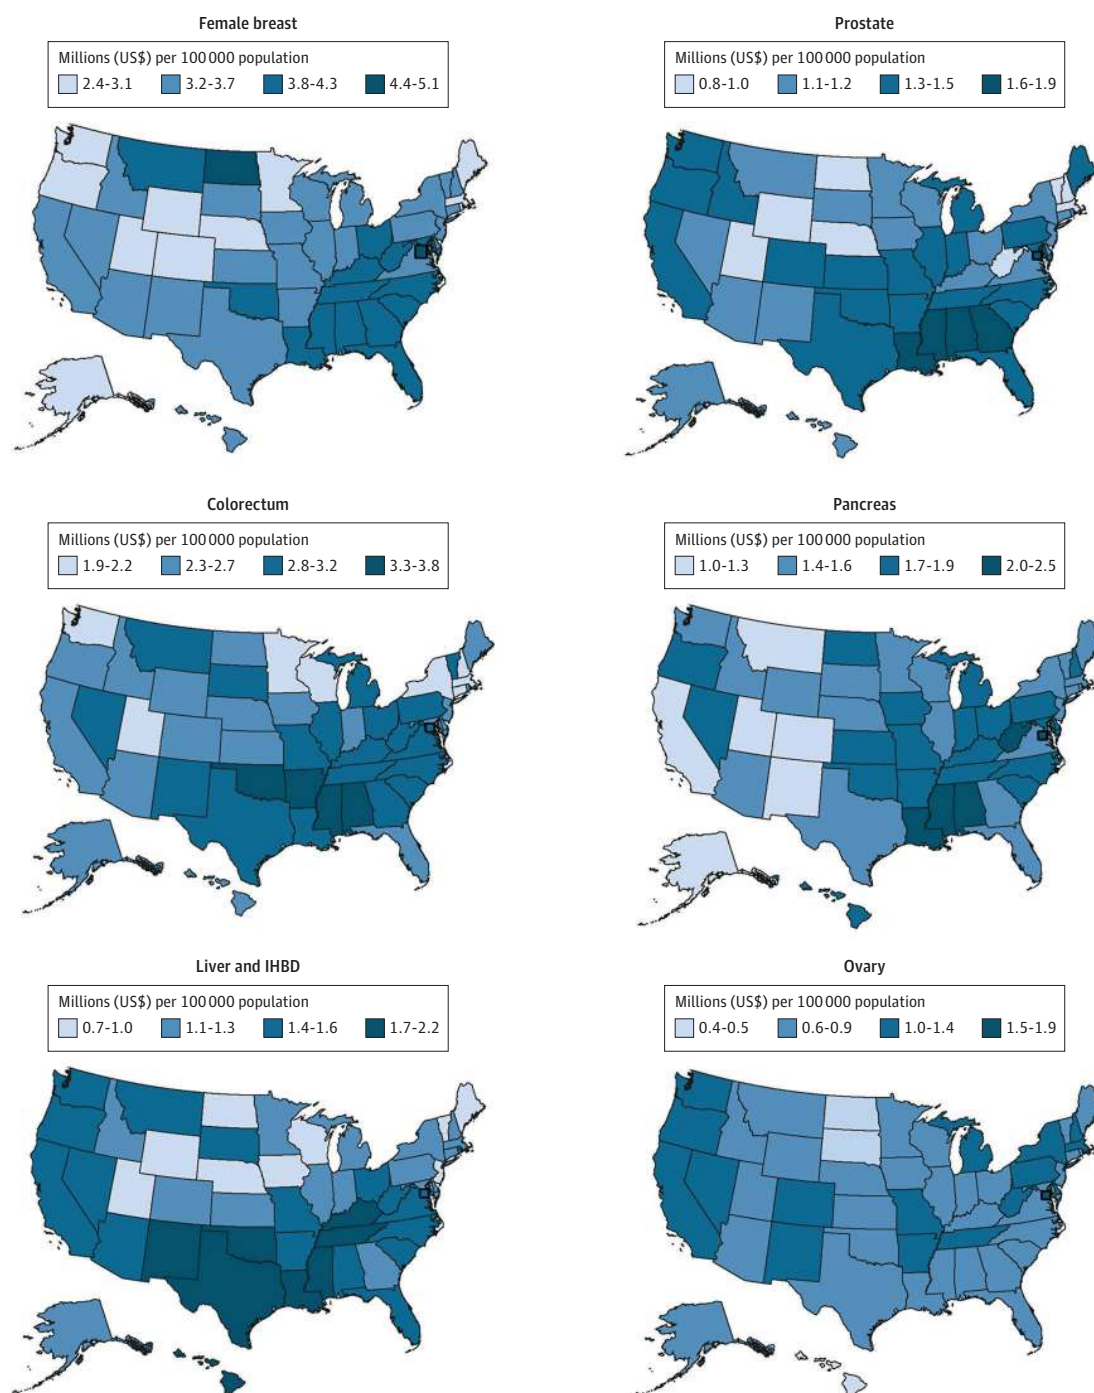 Female breast
Millions (US$) per 100 000 population
2.4-3.1 3.2-3.7 3.8-4.3 4.4-5.1
Prostate
Millions (US$) per 100 000 population
0.8-1.0 1.1-1.2 1.3-1.5 1.6-1.9
Colorectum
Millions (US$) per 100 000 population
1.9-2.2 2.3-2.7 2.8-3.2 3.3-3.8
Pancreas
Millions (US$) per 100 000 population
1.0-1.3 1.4-1.6 1.7-1.9 2.0-2.5
Liver and IHBD
Millions (US$) per 100 000 population
0.7-1.0 1.1-1.3 1.4-1.6 1.7-2.2
Ovary
Millions (US$) per 100 000 population
0.4-0.5 0.6-0.9 1.0-1.4 1.5-1.9